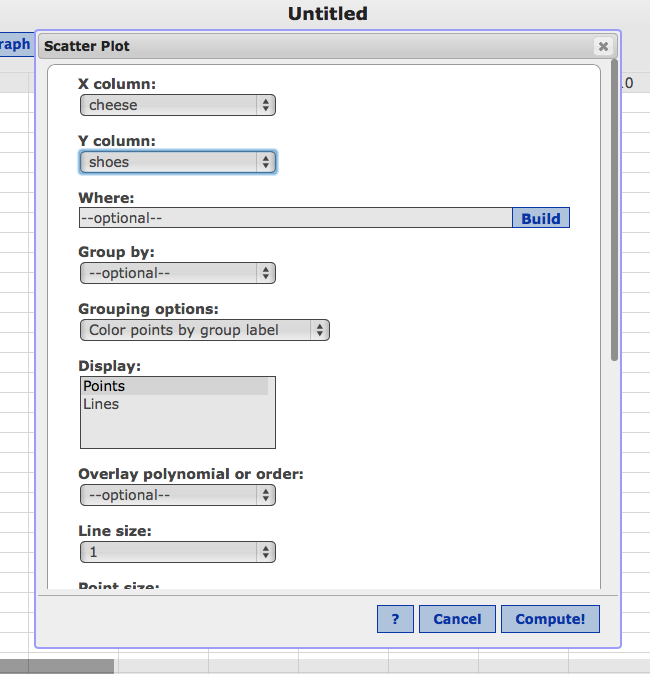 Untitled
raph
Scatter Plot
X column:
cheese
Y column:
shoes
Where:
--optional--
Build
Group by:
--optional--
Grouping options:
Color points by group label
Display:
Points
Lines
Overlay polynomial or order:
--optional--
Line size:
1
Point size:
?
Cancel
Compute!